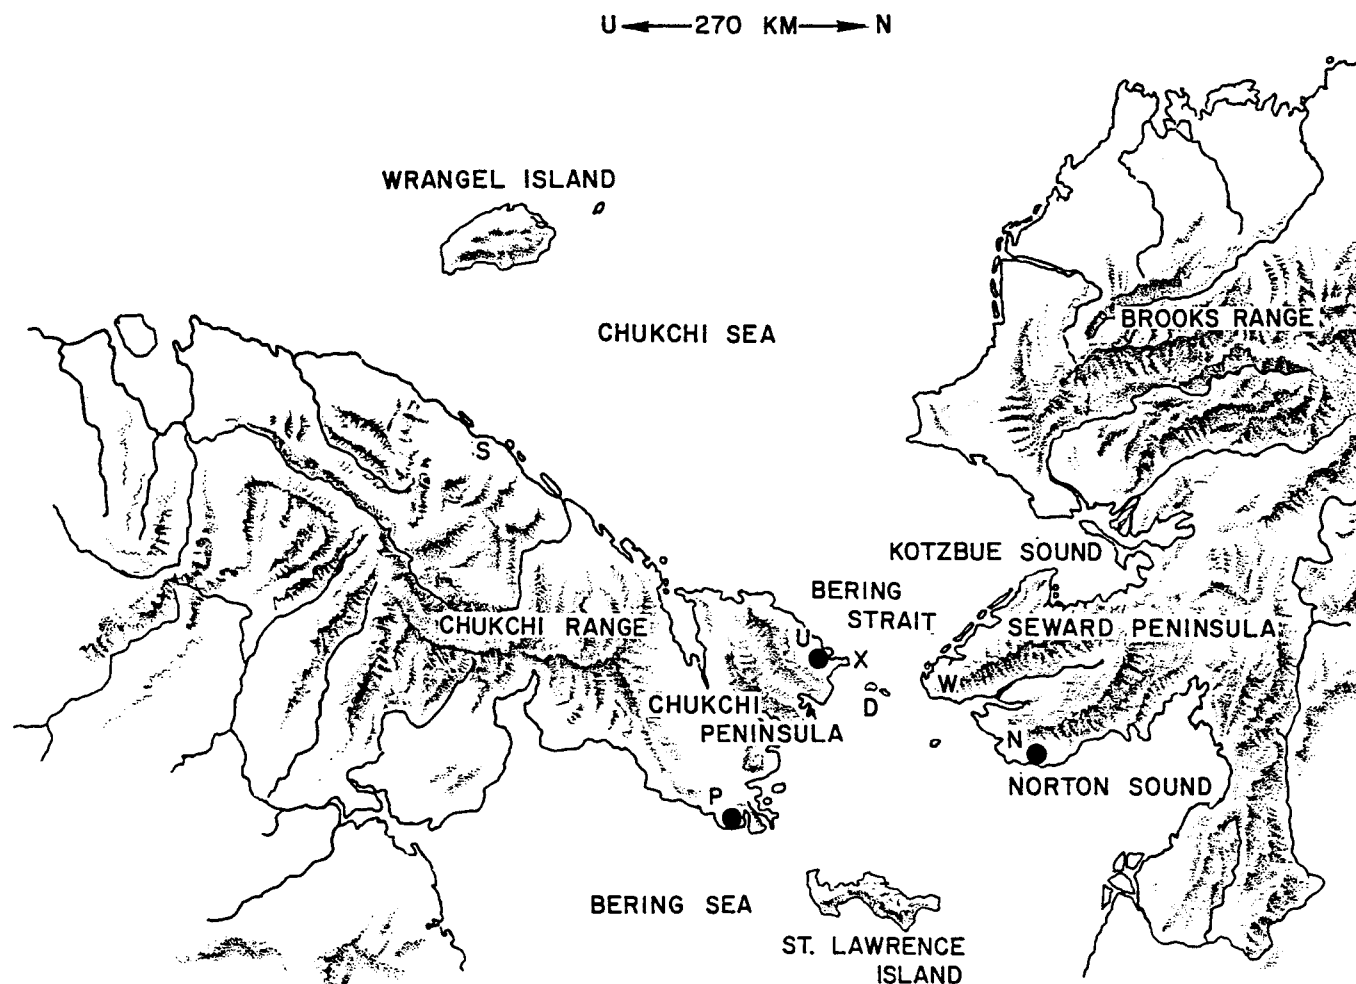 U ←—270 KM—→ N
WRANGEL ISLAND
CHUKCHI SEA
BROOKS RANGE
S
KOTZBUE SOUND
BERING
STRAIT
CHUKCHI RANGE
SEWARD PENINSULA
U
X
W
CHUKCHI
PENINSULA
D
N
NORTON SOUND
P
BERING SEA
ST. LAWRENCE
ISLAND